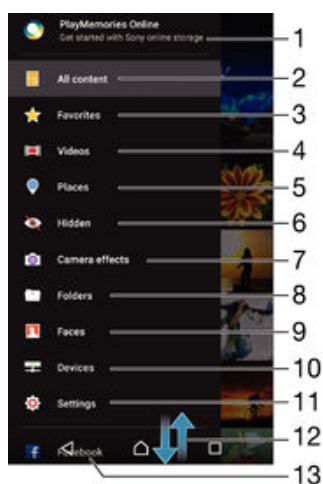 PlayMemories Online
Get started with Sony online storage
1
All content
2
Favorites
3
Videos
4
Places
5
Hidden
6
Camera effects
7
Folders
8
Faces
9
Devices
10
Settings
11
12
Facebook
13